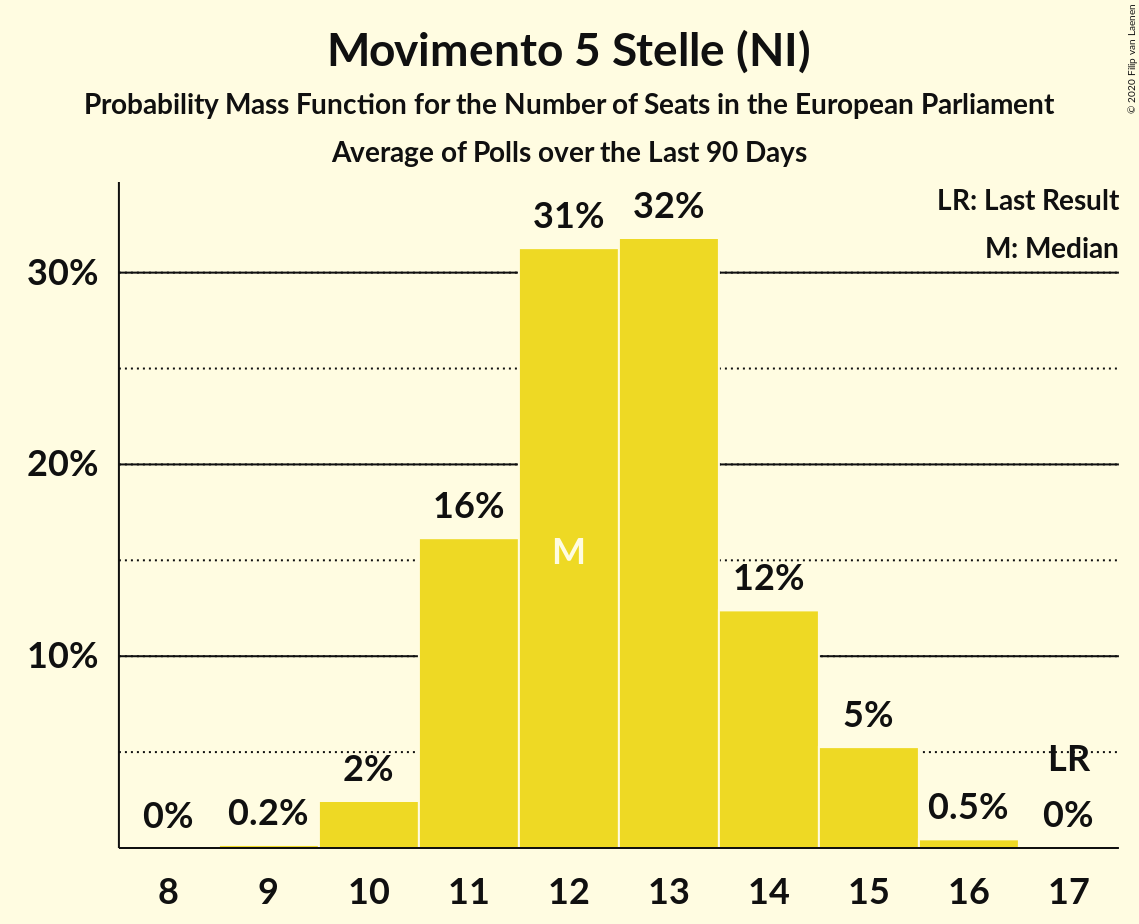 Movimento 5 Stelle (NI)
Probability Mass Function for the Number of Seats in the European Parliament
Average of Polls over the Last 90 Days
© 2020 Filip van Laenen
LR: Last Result
M: Median
30%
20%
10%
0%
0.2%
2%
16%
31%
32%
12%
5%
0.5%
0%
M
LR
8 9 10 11 12 13 14 15 16 17